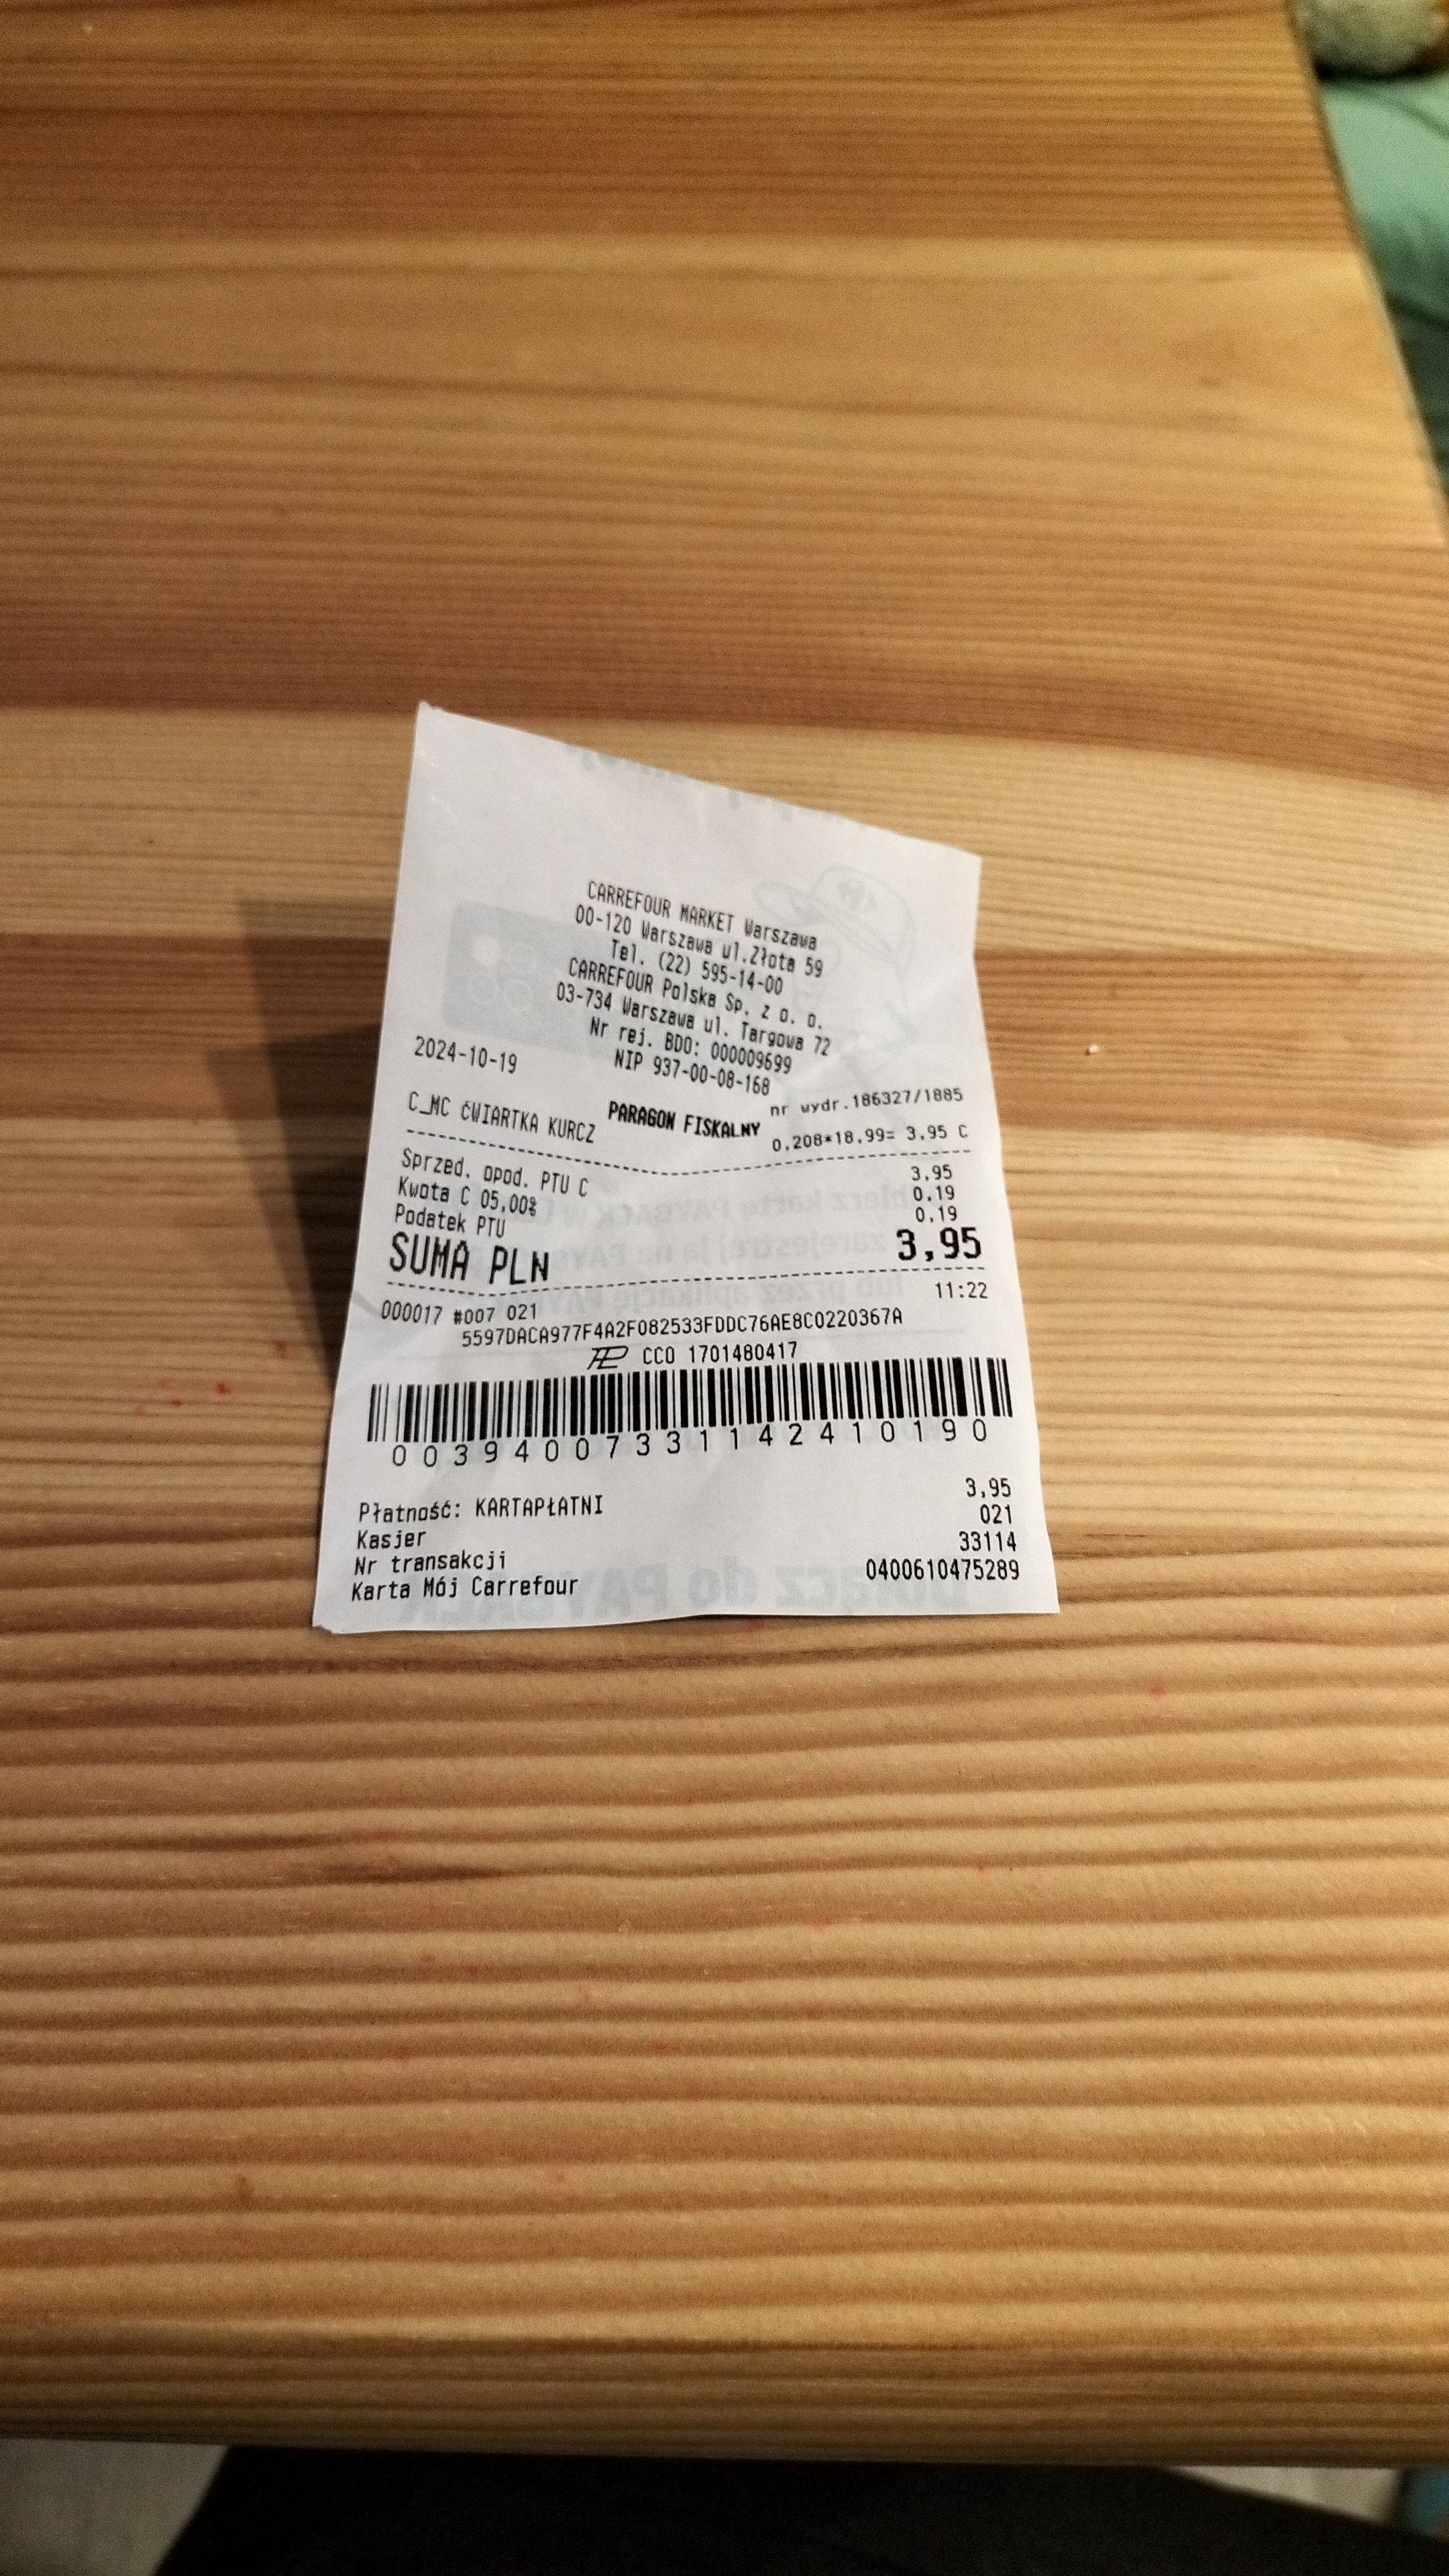 CARREFOUR MARKET Warszawa
00-120 Warszawa ul.Złota 59
Tel. (22) 595-14-00
CARREFOUR Polska Sp. z o. o.
03-734 Warszawa ul. Targowa 72
Nr rej. BDO: 000009699
NIP 937-00-08-168
2024-10-19 nr wydr.186327/1885
PARAGON FISKALNY
C_MC ĆWIARTKA KURCZ 0,208*18,99= 3,95 C
Sprzed. opod. PTU C 3,95
Kwota C 05,00% 0,19
Podatek PTU 0,19
SUMA PLN 3,95
000017 #007 021 11:22
5597DACA977F4A2F082533FDDC76AE8C0220367A
CCO 1701480417
00394007331142410190
Płatność: KARTAPŁATNI 3,95
Kasjer 021
Nr transakcji 33114
Karta Mój Carrefour 0400610475289